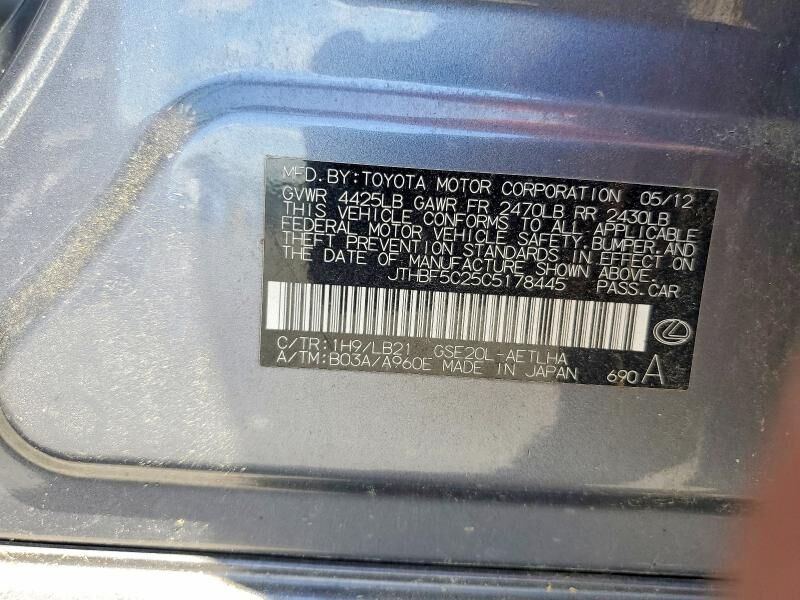 MFD. BY: TOYOTA MOTOR CORPORATION 05/12
GVWR 4425LB GAWR FR 2470LB RR 2430LB
THIS VEHICLE CONFORMS TO ALL APPLICABLE
FEDERAL MOTOR VEHICLE SAFETY, BUMPER, AND
THEFT PREVENTION STANDARDS IN EFFECT ON
THE DATE OF MANUFACTURE SHOWN ABOVE.
JTHBF5C25C5178445 PASS.CAR
C/TR: 1H9/LB21 GSE20L-AETLHA
A/TM: B03A/A960E MADE IN JAPAN 690 A